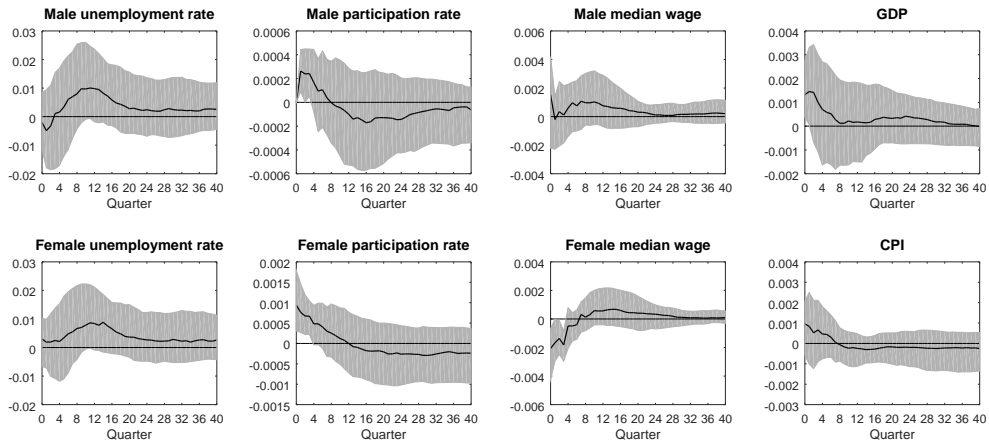 Male unemployment rate
0.03
0.02
0.01
0
-0.01
-0.02
0 4 8 12 16 20 24 28 32 36 40
Quarter
Male participation rate
0.0006
0.0004
0.0002
0
-0.0002
-0.0004
-0.0006
0 4 8 12 16 20 24 28 32 36 40
Quarter
Male median wage
0.006
0.004
0.002
0
-0.002
-0.004
0 4 8 12 16 20 24 28 32 36 40
Quarter
GDP
0.004
0.003
0.002
0.001
0
-0.001
-0.002
0 4 8 12 16 20 24 28 32 36 40
Quarter
Female unemployment rate
0.03
0.02
0.01
0
-0.01
-0.02
0 4 8 12 16 20 24 28 32 36 40
Quarter
Female participation rate
0.002
0.0015
0.001
0.0005
0
-0.0005
-0.001
-0.0015
0 4 8 12 16 20 24 28 32 36 40
Quarter
Female median wage
0.004
0.002
0
-0.002
-0.004
-0.006
0 4 8 12 16 20 24 28 32 36 40
Quarter
CPI
0.004
0.003
0.002
0.001
0
-0.001
-0.002
-0.003
0 4 8 12 16 20 24 28 32 36 40
Quarter